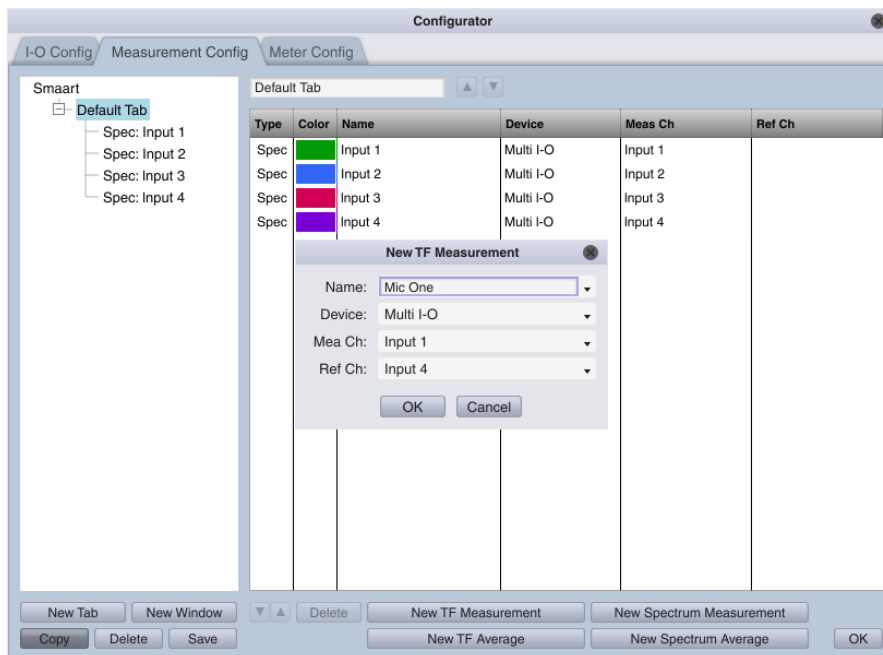 Configurator
I-O Config Measurement Config Meter Config
Smaart
Default Tab
Spec: Input 1
Spec: Input 2
Spec: Input 3
Spec: Input 4
Default Tab
Type Color Name Device Meas Ch Ref Ch
Spec Input 1 Multi I-O Input 1
Spec Input 2 Multi I-O Input 2
Spec Input 3 Multi I-O Input 3
Spec Input 4 Multi I-O Input 4
New TF Measurement
Name: Mic One
Device: Multi I-O
Mea Ch: Input 1
Ref Ch: Input 4
OK Cancel
New Tab New Window Delete New TF Measurement New Spectrum Measurement
Copy Delete Save New TF Average New Spectrum Average OK